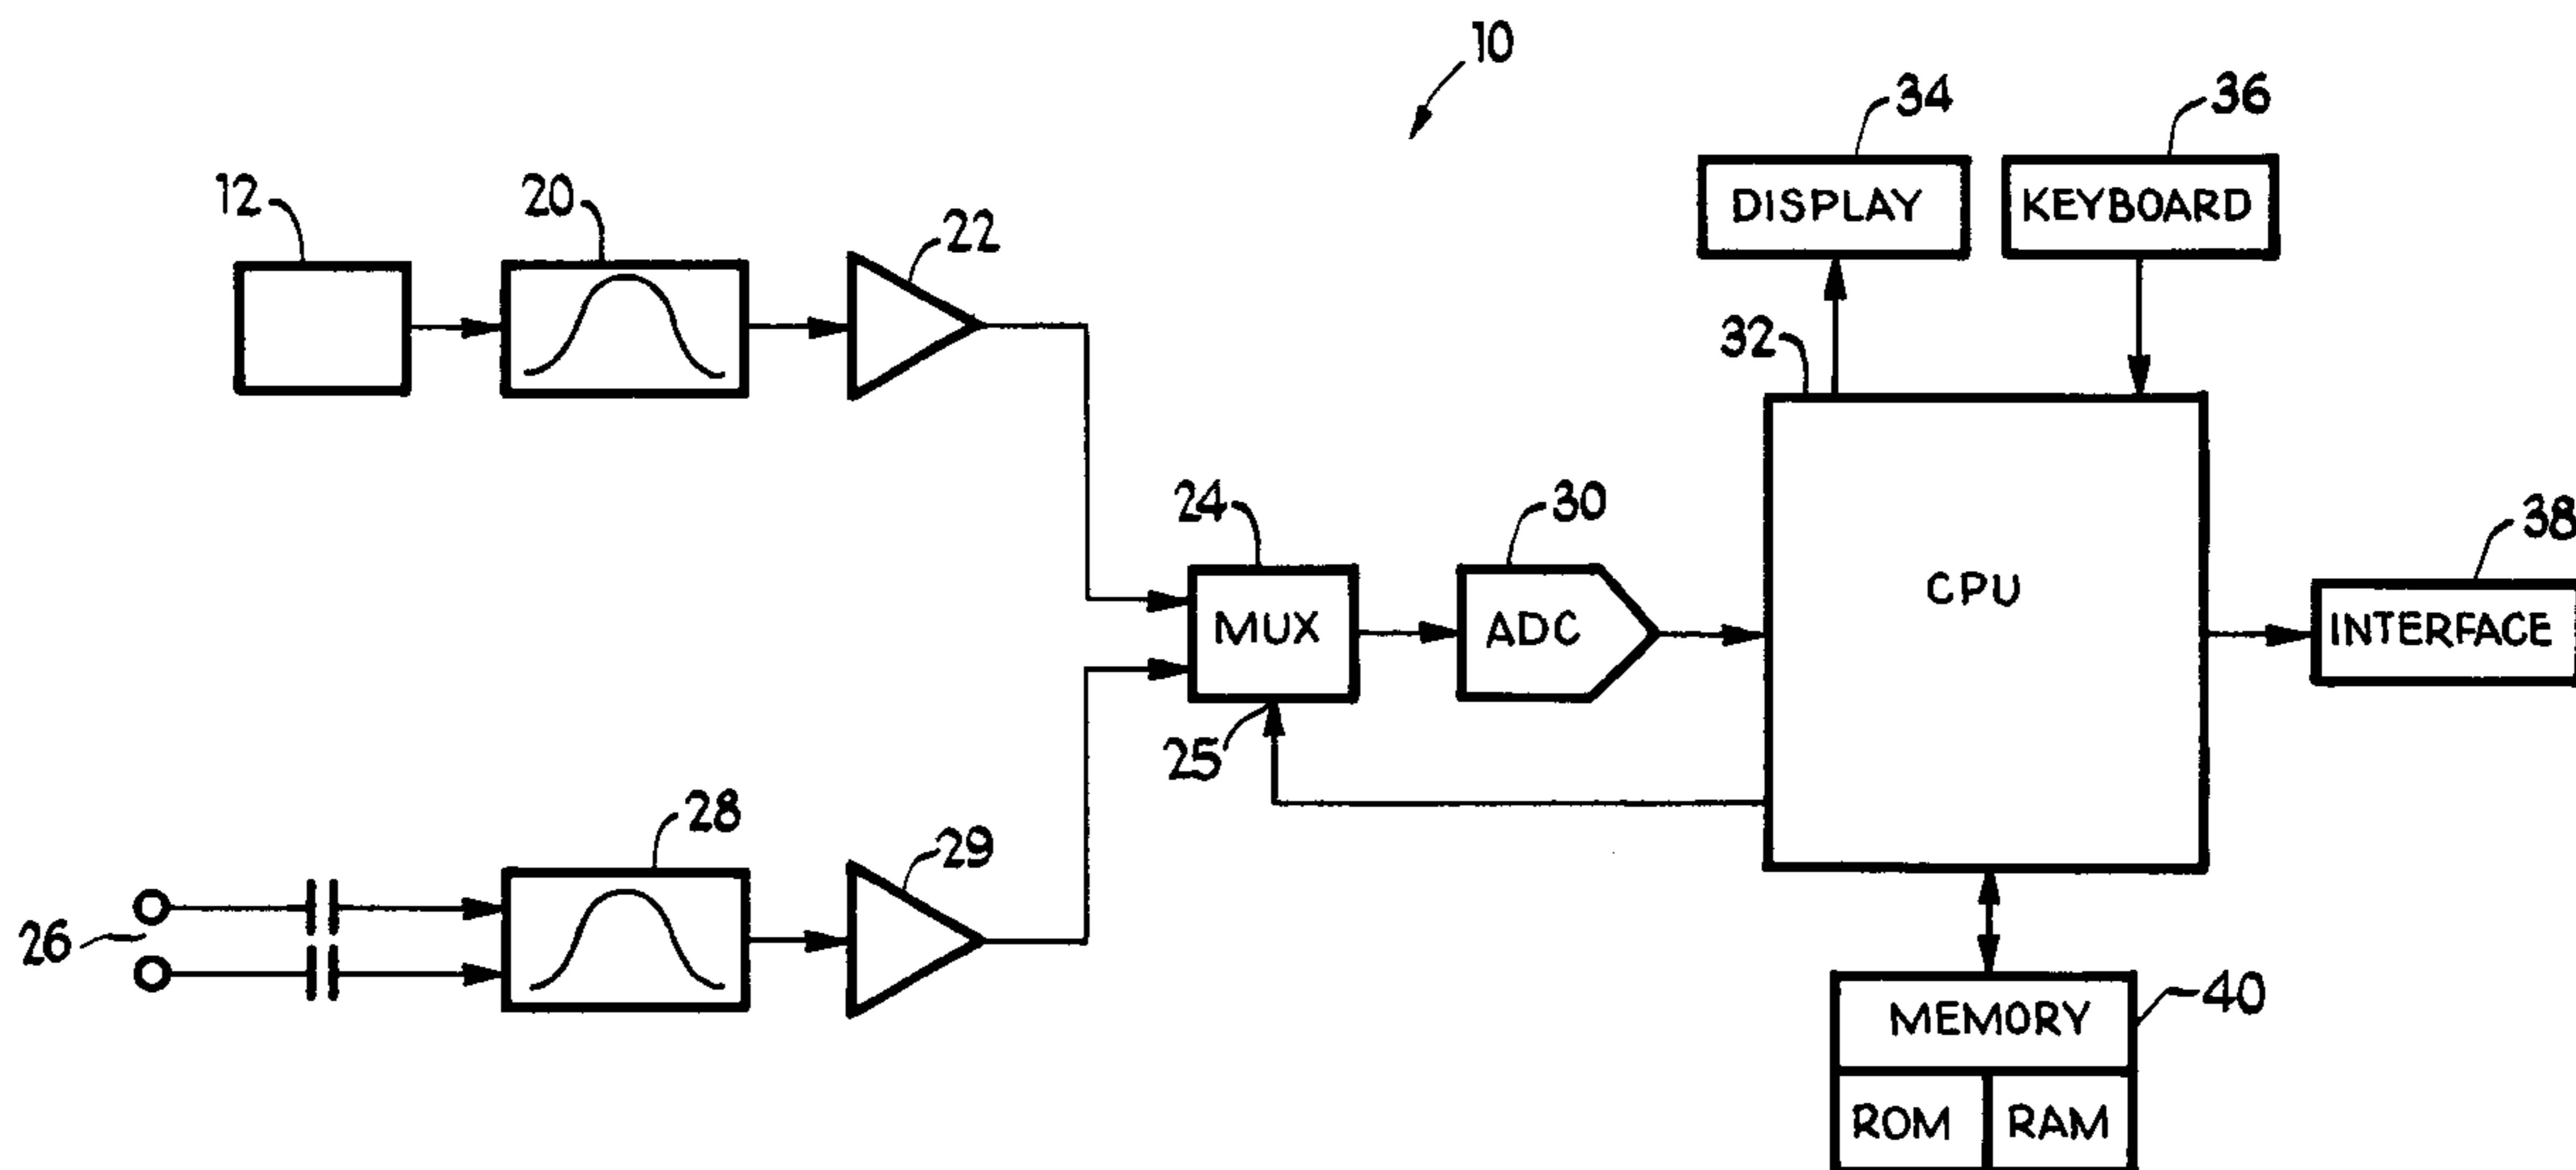 10
34
36
12
20
22
DISPLAY
KEYBOARD
32
24
30
38
CPU
MUX
ADC
INTERFACE
25
28
29
26
40
MEMORY
ROM
RAM